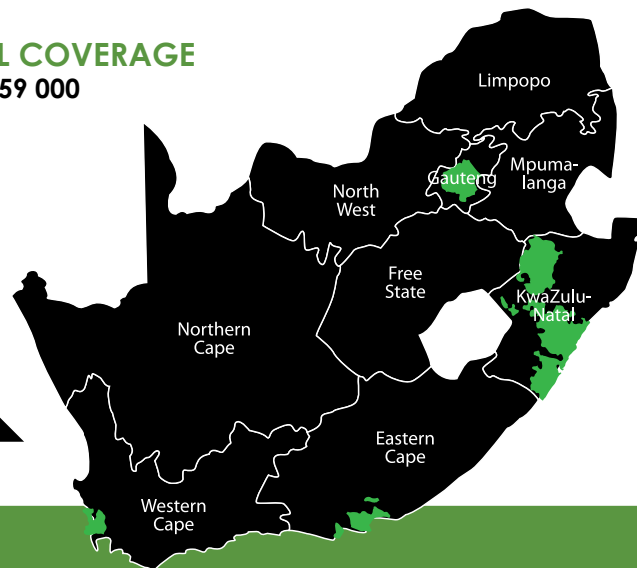 L COVERAGE
59 000
Limpopo
Mpuma-
langa
Gauteng
North
West
Free
State
KwaZulu-
Natal
Northern
Cape
Eastern
Cape
Western
Cape